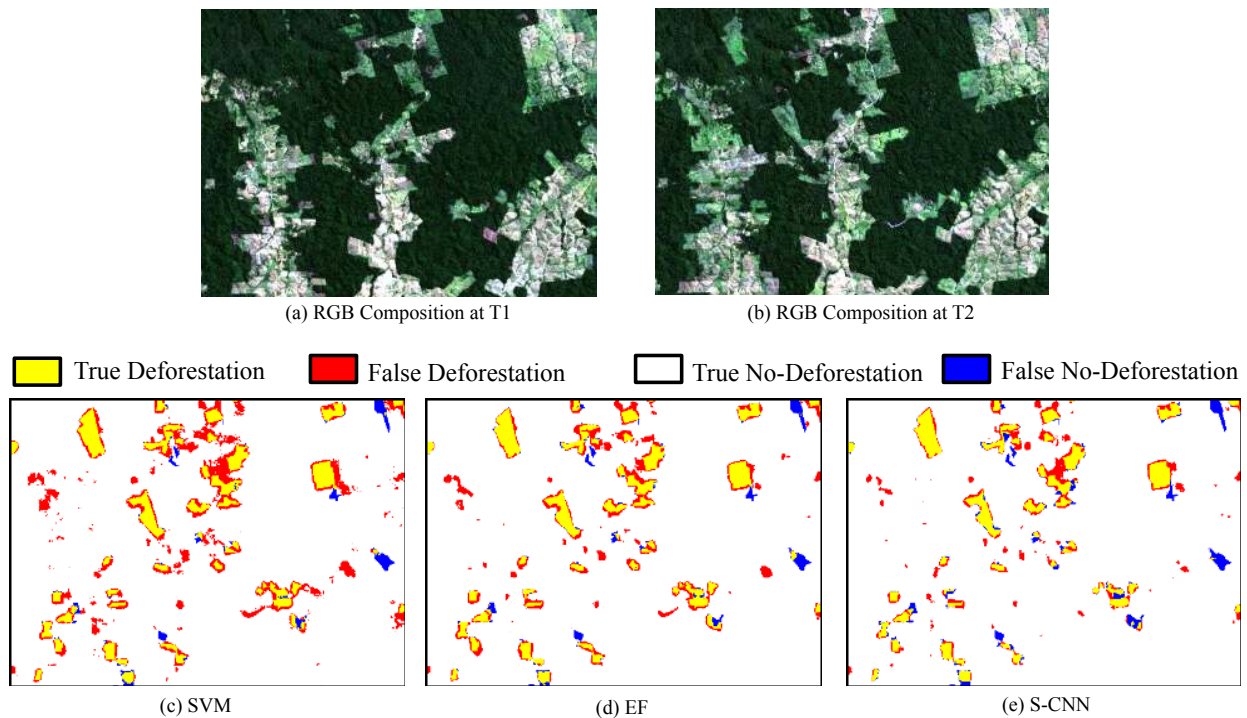 (a) RGB Composition at T1
(b) RGB Composition at T2
True Deforestation
False Deforestation
True No-Deforestation
False No-Deforestation
(c) SVM
(d) EF
(e) S-CNN